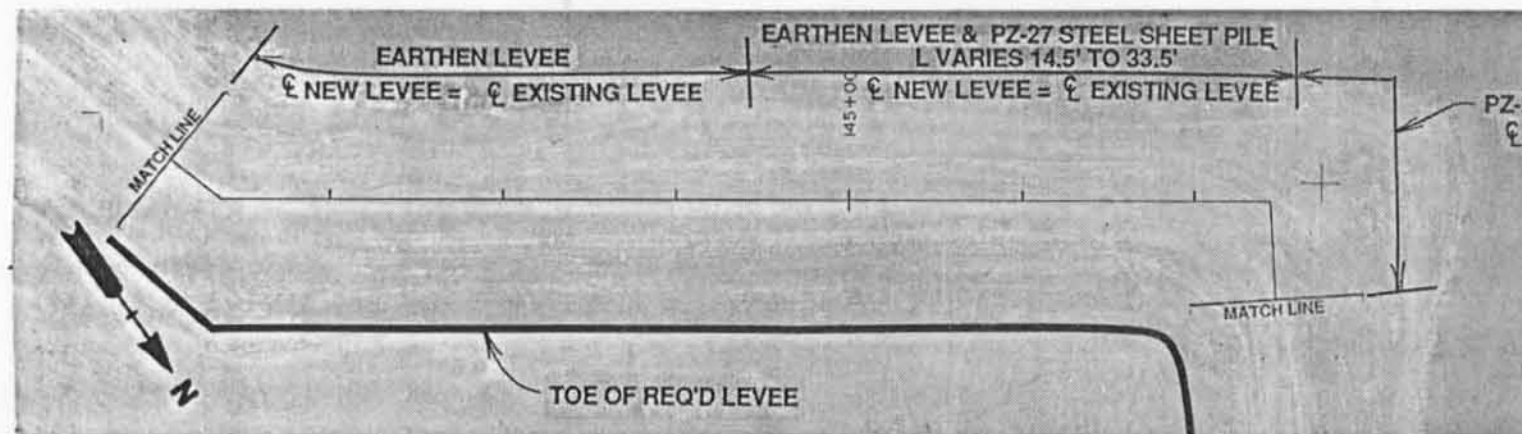 EARTHEN LEVEE
℄ NEW LEVEE = ℄ EXISTING LEVEE
EARTHEN LEVEE & PZ-27 STEEL SHEET PILE
L VARIES 14.5' TO 33.5'
℄ NEW LEVEE = ℄ EXISTING LEVEE
45+00
PZ-
℄
MATCH LINE
MATCH LINE
N
TOE OF REQ'D LEVEE